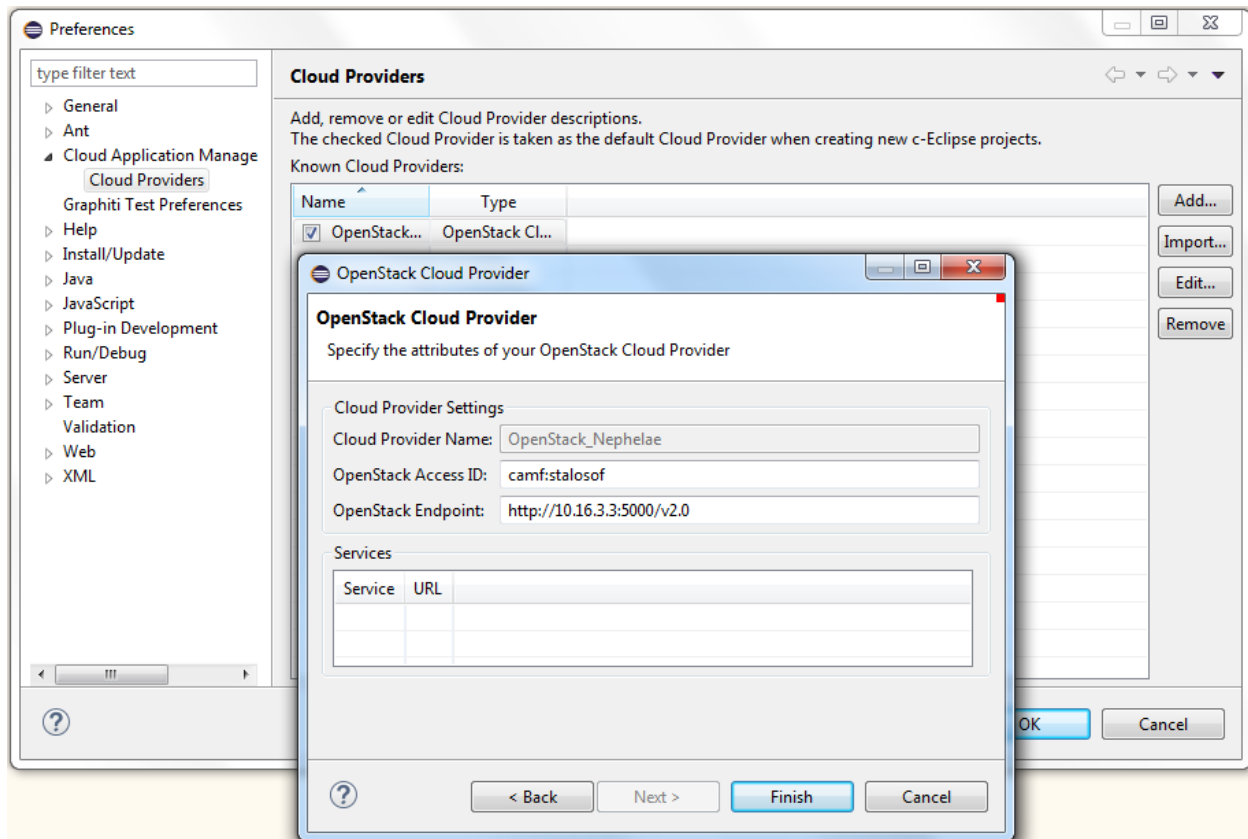 Preferences
type filter text
General
Ant
Cloud Application Manage
Cloud Providers
Graphiti Test Preferences
Help
Install/Update
Java
JavaScript
Plug-in Development
Run/Debug
Server
Team
Validation
Web
XML
Cloud Providers
Add, remove or edit Cloud Provider descriptions.
The checked Cloud Provider is taken as the default Cloud Provider when creating new c-Eclipse projects.
Known Cloud Providers:
Name Type
OpenStack... OpenStack Cl...
Add...
Import...
Edit...
Remove
OK Cancel
OpenStack Cloud Provider
OpenStack Cloud Provider
Specify the attributes of your OpenStack Cloud Provider
Cloud Provider Settings
Cloud Provider Name: OpenStack_Nephelae
OpenStack Access ID: camf:stalosof
OpenStack Endpoint: http://10.16.3.3:5000/v2.0
Services
Service URL
< Back Next > Finish Cancel